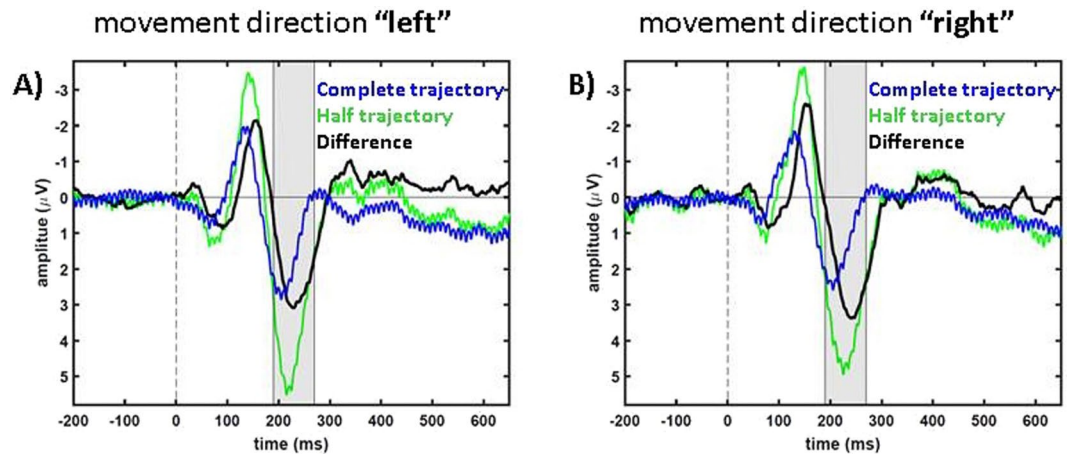 movement direction "left"
A)
-3
-2
-1
0
1
2
3
4
5
amplitue (μ V)
Complete trajectory
Half trajectory
Difference
-200 -100 0 100 200 300 400 500 600
time (ms)
movement direction "right"
B)
-3
-2
-1
0
1
2
3
4
5
amplitude (μ V)
Complete trajectory
Half trajectory
Difference
-200 -100 0 100 200 300 400 500 600
time (ms)